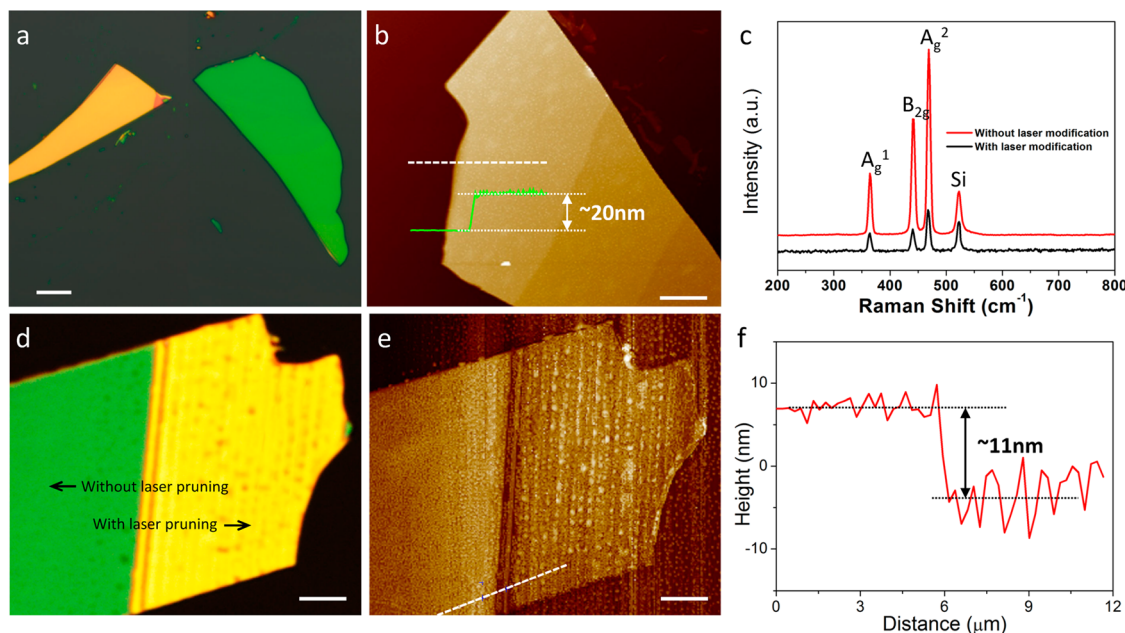 a
b
~20nm
c
Intensity (a.u.)
A_g^1
B_2g
A_g^2
Si
Without laser modification
With laser modification
200 300 400 500 600 700 800
Raman Shift (cm⁻¹)
d
Without laser pruning
With laser pruning
e
f
Height (nm)
10
0
-10
~11nm
0 3 6 9 12
Distance (μm)